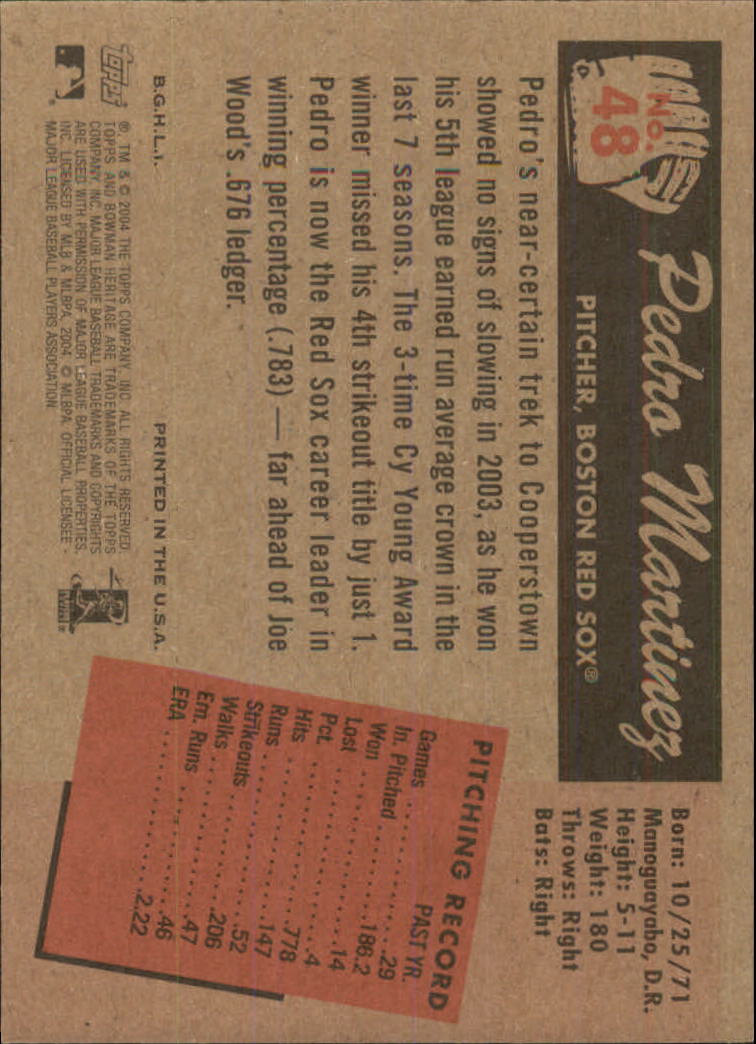 No.
48
Pedro Martinez
PITCHER, BOSTON RED SOX®
Born: 10/25/71
Manoguayabo, D.R.
Height: 5-11
Weight: 180
Throws: Right
Bats: Right
Pedro's near-certain trek to Cooperstown
showed no signs of slowing in 2003, as he won
his 5th league earned run average crown in the
last 7 seasons. The 3-time Cy Young Award
winner missed his 4th strikeout title by just 1.
Pedro is now the Red Sox career leader in
winning percentage (.783) — far ahead of Joe
Wood's .676 ledger.
PITCHING RECORD
PAST YR.
Games . . . . . . . . . . . . . .29
In. Pitched . . . . . . . . . .186.2
Won . . . . . . . . . . . . . . . .14
Lost . . . . . . . . . . . . . . . .4
Pct. . . . . . . . . . . . . . . .778
Hits . . . . . . . . . . . . . . .147
Runs . . . . . . . . . . . . . . .52
Strikeouts . . . . . . . . . .206
Walks . . . . . . . . . . . . . .47
Ern. Runs . . . . . . . . . . .46
ERA . . . . . . . . . . . . . .2.22
B.G.H.L.I. PRINTED IN THE U.S.A.
Topps
®, TM & © 2004 THE TOPPS COMPANY, INC. ALL RIGHTS RESERVED.
TOPPS AND BOWMAN HERITAGE ARE TRADEMARKS OF THE TOPPS
COMPANY, INC. MAJOR LEAGUE BASEBALL TRADEMARKS AND COPYRIGHTS
ARE USED WITH PERMISSION OF MAJOR LEAGUE BASEBALL PROPERTIES,
INC. LICENSED BY MLB & MLBPA, 2004. © MLBPA. OFFICIAL LICENSEE -
MAJOR LEAGUE BASEBALL PLAYERS ASSOCIATION